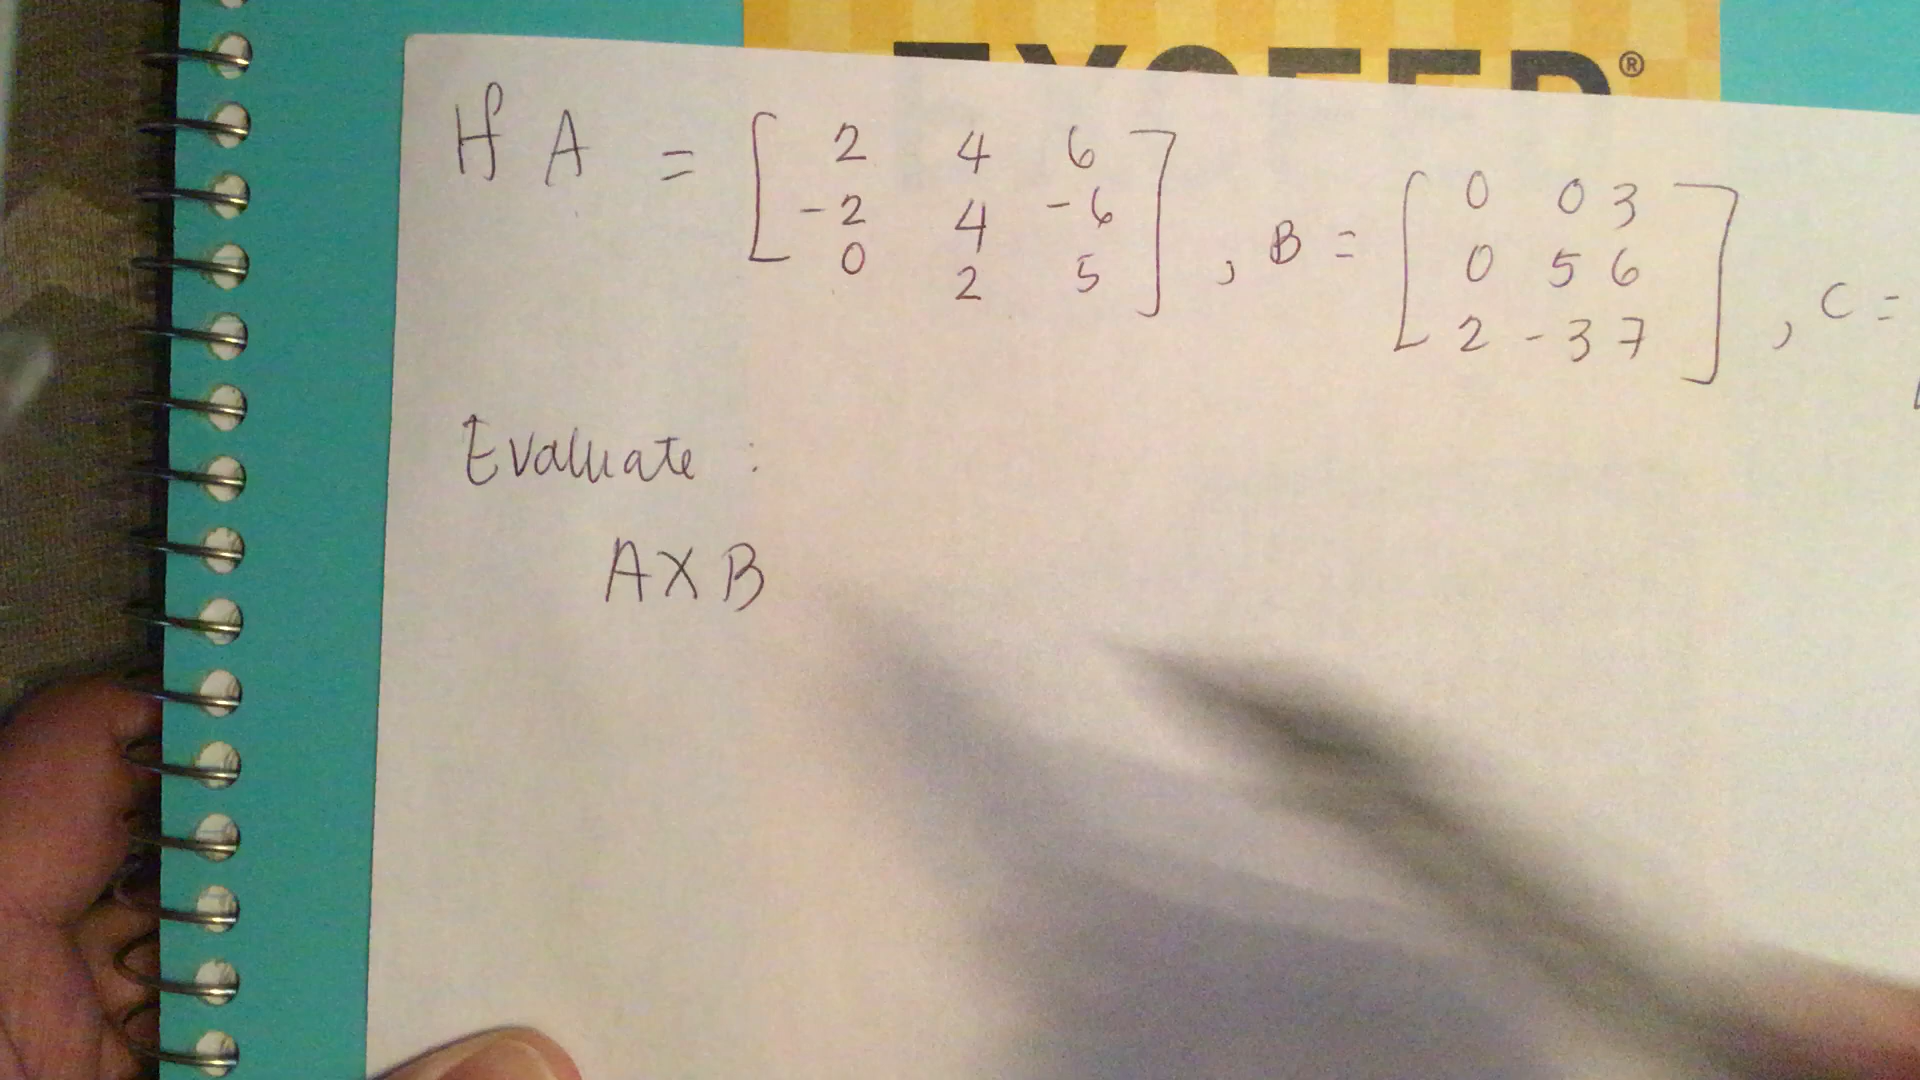 EXCEED®
If A = [ 2 4 6
-2 4 -6
0 2 5 ], B = [ 0 0 3
0 5 6
2 -3 7 ], C =
Evaluate :
A X B